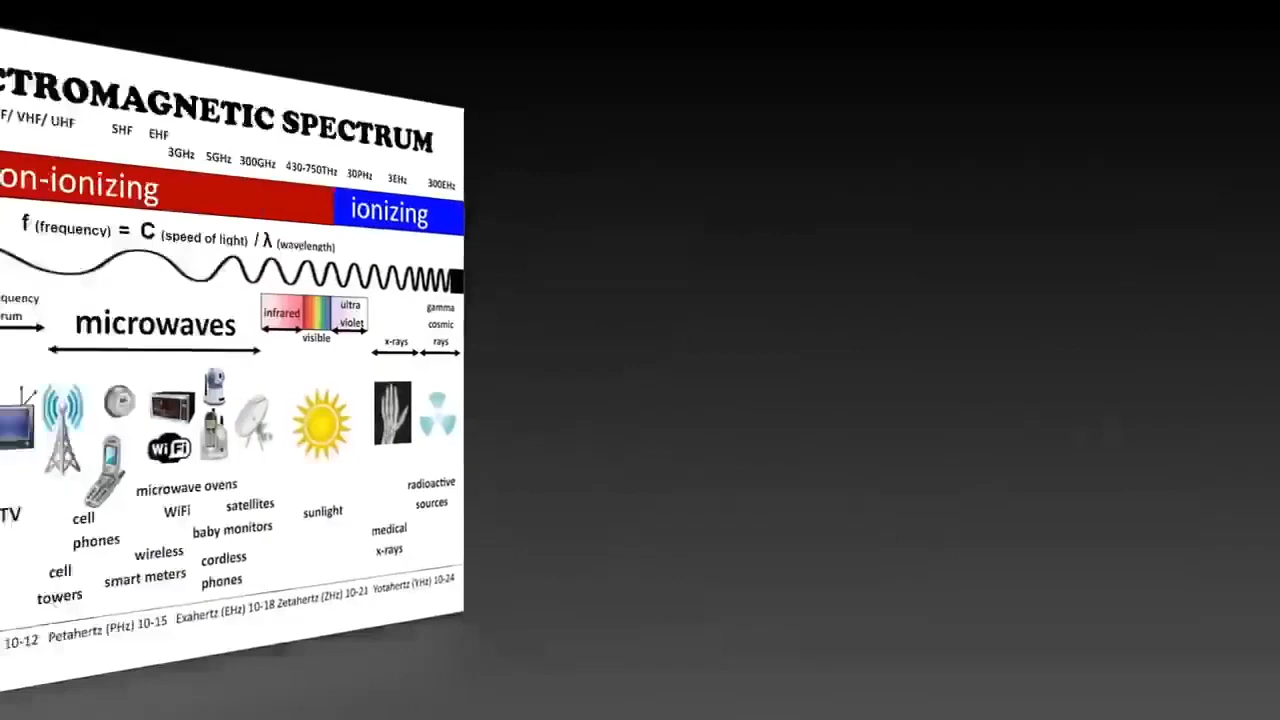 CTROMAGNETIC SPECTRUM
F/ VHF/ UHF SHF EHF
3GHz 5GHz 300GHz 430-750THz 30PHz 3EHz 300EHz
on-ionizing ionizing
f (frequency) = C (speed of light) / λ (wavelength)
quency
rum
microwaves
infrared
ultra
violet
visible
x-rays
gamma
cosmic
rays
WiFi
TV
cell
phones
cell
towers
microwave ovens
WiFi
satellites
baby monitors
wireless
smart meters
cordless
phones
sunlight
medical
x-rays
radioactive
sources
10-12 Petahertz (PHz) 10-15 Exahertz (EHz) 10-18 Zetahertz (ZHz) 10-21 Yotahertz (YHz) 10-24